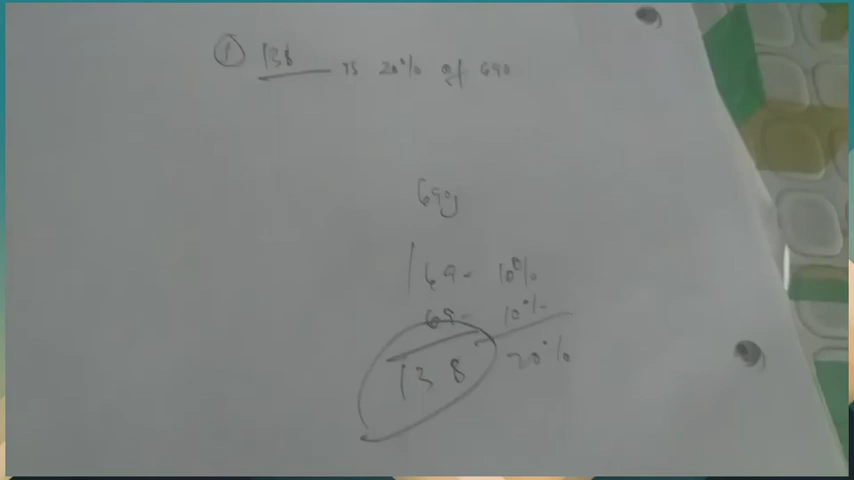 ① 138 is 20% of 690
690
69 - 10%
69 - 10%
138 20%